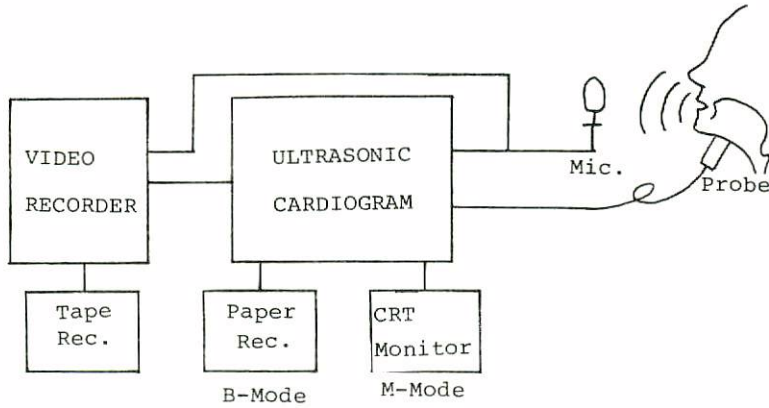 VIDEO
RECORDER
ULTRASONIC
CARDIOGRAM
Mic.
Probe
Tape
Rec.
Paper
Rec.
CRT
Monitor
B-Mode
M-Mode